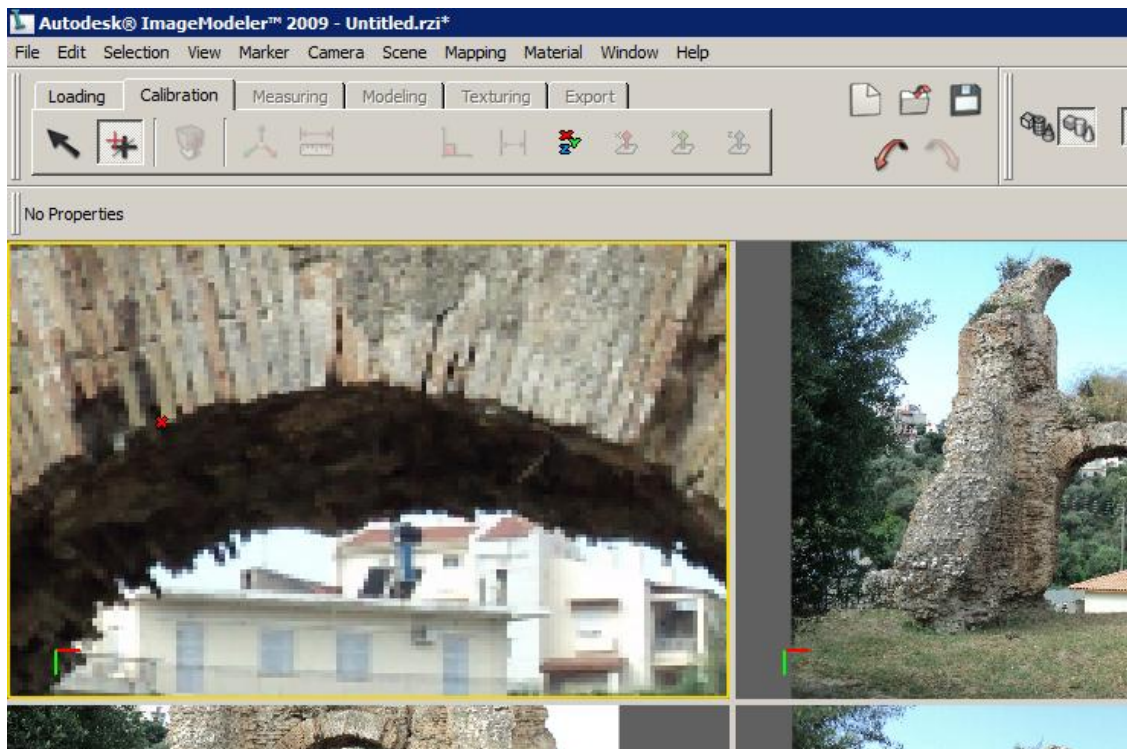 Autodesk® ImageModeler™ 2009 - Untitled.rzi*
File Edit Selection View Marker Camera Scene Mapping Material Window Help
Loading Calibration Measuring Modeling Texturing Export
No Properties